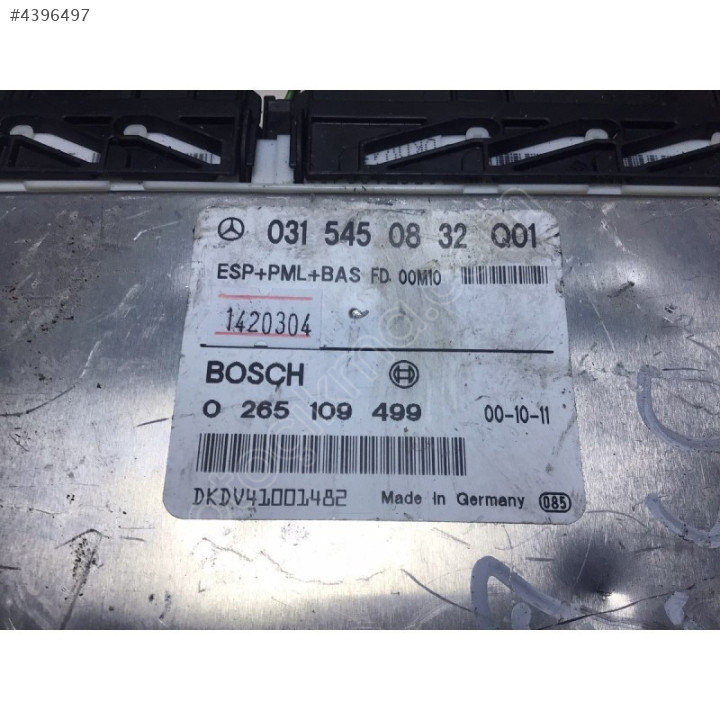 #4396497
031 545 08 32 Q01
ESP+PML+BAS FD. 00M10
1420304
BOSCH
0 265 109 499 00-10-11
DKDV41001482 Made in Germany 085